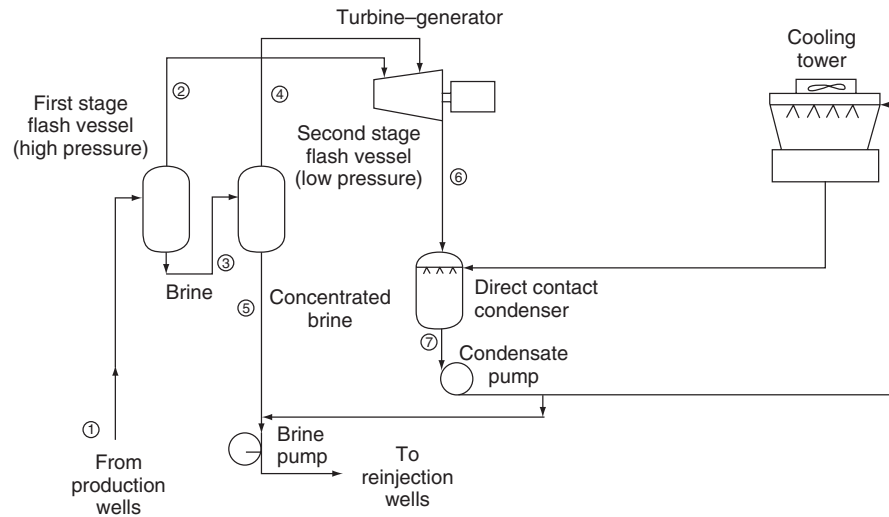 Turbine–generator
Cooling
tower
②
④
First stage
flash vessel
(high pressure)
Second stage
flash vessel
(low pressure)
⑥
③
Brine
⑤
Concentrated
brine
Direct contact
condenser
⑦
Condensate
pump
①
From
production
wells
Brine
pump
To
reinjection
wells